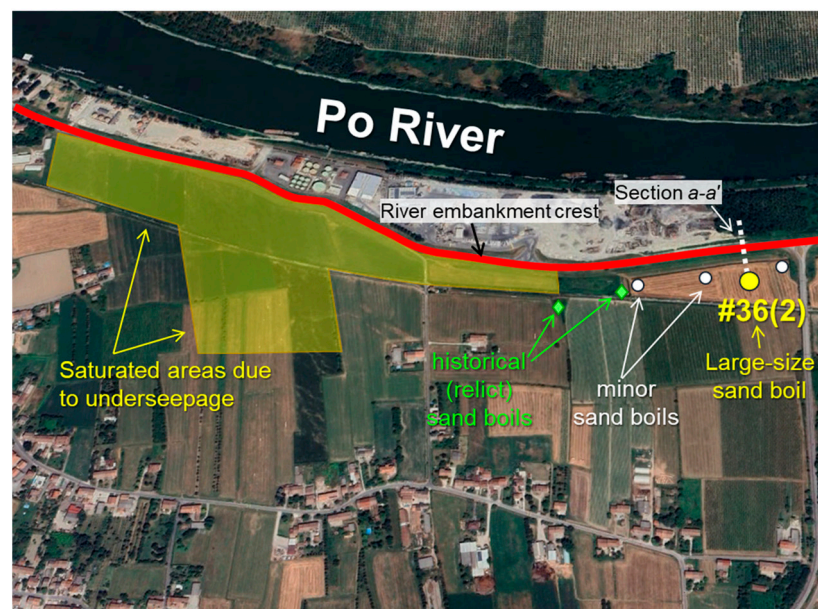 Po River
Section a-a'
River embankment crest
#36(2)
Saturated areas due
to underseepage
historical
(relict)
sand boils
minor
sand boils
Large-size
sand boil